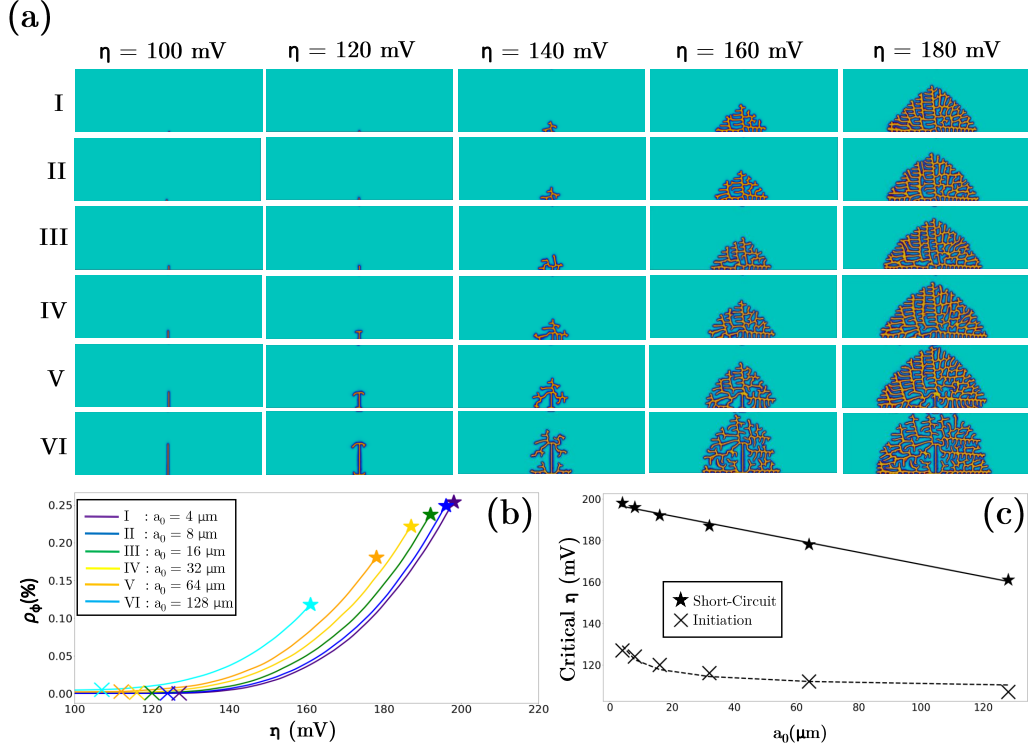 (a)
η = 100 mV η = 120 mV η = 140 mV η = 160 mV η = 180 mV
I
II
III
IV
V
VI
(b)
0.25
0.20
0.15
0.10
0.05
0.00
ρϕ(%)
I : a₀ = 4 μm
II : a₀ = 8 μm
III : a₀ = 16 μm
IV : a₀ = 32 μm
V : a₀ = 64 μm
VI : a₀ = 128 μm
100 120 140 160 180 200 220
η (mV)
(c)
200
180
160
140
120
Critical η (mV)
Short-Circuit
Initiation
0 20 40 60 80 100 120
a₀(μm)